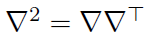 ∇² = ∇∇⊤